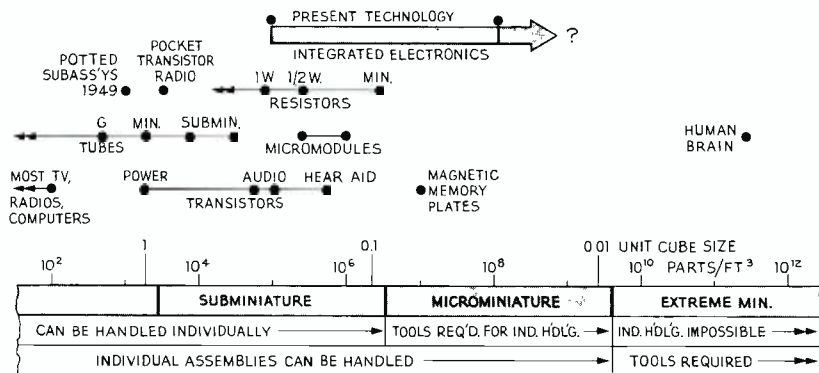 PRESENT TECHNOLOGY
INTEGRATED ELECTRONICS
?
POTTED
SUBASS'YS
1949
POCKET
TRANSISTOR
RADIO
1W 1/2 W. MIN.
RESISTORS
G MIN. SUBMIN.
TUBES
MICROMODULES
HUMAN
BRAIN
MOST TV,
RADIOS,
COMPUTERS
POWER AUDIO HEAR AID
TRANSISTORS
MAGNETIC
MEMORY
PLATES
1 0.1 0 01 UNIT CUBE SIZE
10² 10⁴ 10⁶ 10⁸ 10¹⁰ PARTS/FT³ 10¹²
SUBMINIATURE MICROMINIATURE EXTREME MIN.
CAN BE HANDLED INDIVIDUALLY TOOLS REQ'D. FOR IND. H'DL'G. IND. H'DL'G. IMPOSSIBLE
INDIVIDUAL ASSEMBLIES CAN BE HANDLED TOOLS REQUIRED